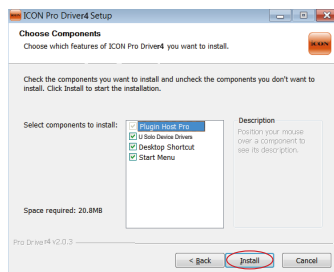 ICON Pro Driver4 Setup
Choose Components
Choose which features of ICON Pro Driver4 you want to install.
ICON
Check the components you want to install and uncheck the components you don't want to
install. Click Install to start the installation.
Select components to install:
Plugin Host Pro
U Solo Device Drivers
Desktop Shortcut
Start Menu
Description
Position your mouse
over a component to
see its description.
Space required: 20.8MB
Pro Driver4 v2.0.3
< Back
Install
Cancel